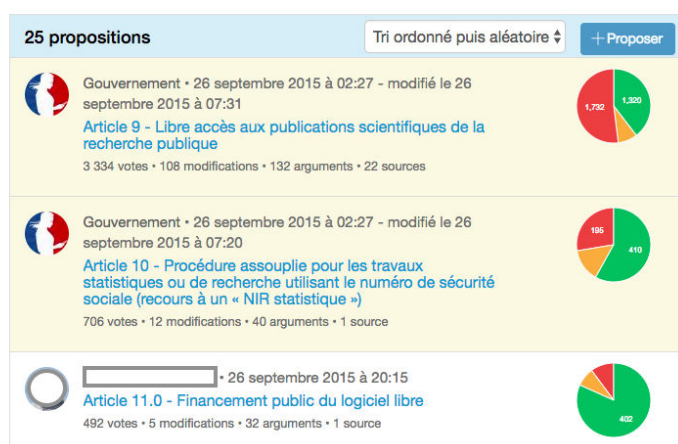 25 propositions
Tri ordonné puis aléatoire
+Proposer
Gouvernement • 26 septembre 2015 à 02:27 - modifié le 26
septembre 2015 à 07:31
Article 9 - Libre accès aux publications scientifiques de la
recherche publique
3 334 votes • 108 modifications • 132 arguments • 22 sources
1,732
1,320
Gouvernement • 26 septembre 2015 à 02:27 - modifié le 26
septembre 2015 à 07:20
Article 10 - Procédure assouplie pour les travaux
statistiques ou de recherche utilisant le numéro de sécurité
sociale (recours à un « NIR statistique »)
706 votes • 12 modifications • 40 arguments • 1
source
195
410
• 26 septembre 2015 à 20:15
Article 11.0 - Financement public du logiciel libre
492 votes • 5 modifications • 32 arguments • 1 source
402